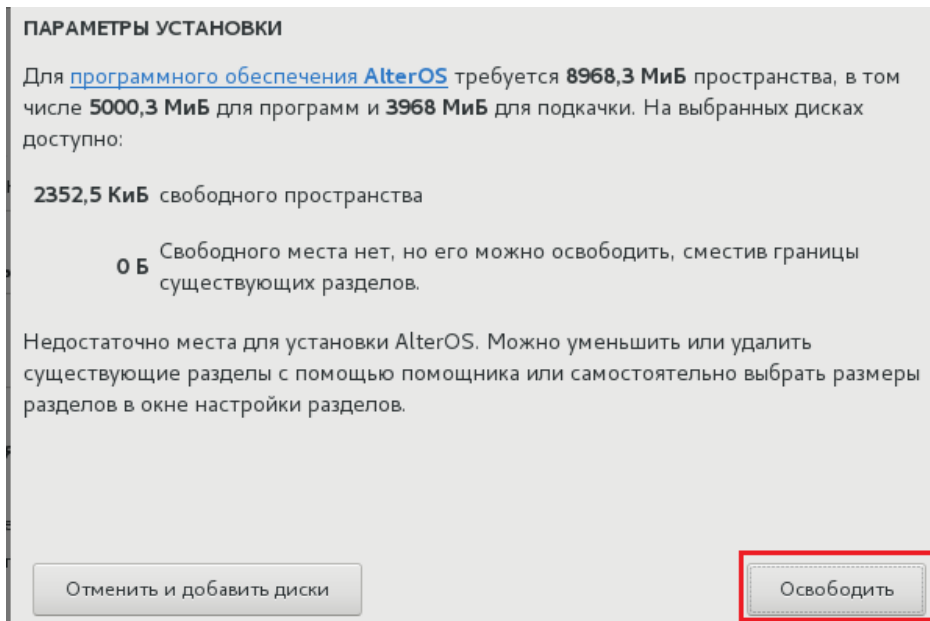 ПАРАМЕТРЫ УСТАНОВКИ
Для программного обеспечения AlterOS требуется 8968,3 МиБ пространства, в том
числе 5000,3 МиБ для программ и 3968 МиБ для подкачки. На выбранных дисках
доступно:
2352,5 КиБ свободного пространства
0 Б Свободного места нет, но его можно освободить, сместив границы
существующих разделов.
Недостаточно места для установки AlterOS. Можно уменьшить или удалить
существующие разделы с помощью помощника или самостоятельно выбрать размеры
разделов в окне настройки разделов.
Отменить и добавить диски
Освободить